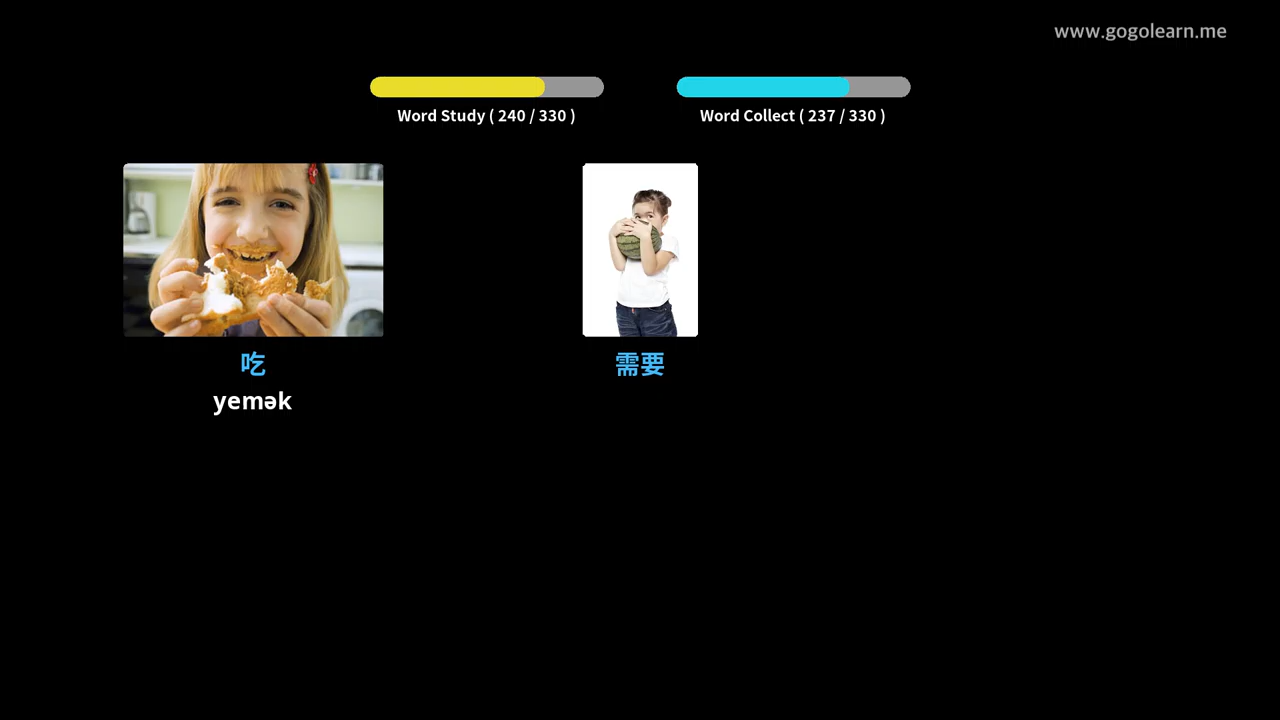 www.gogolearn.me
Word Study ( 240 / 330 )
Word Collect ( 237 / 330 )
吃
yemək
需要